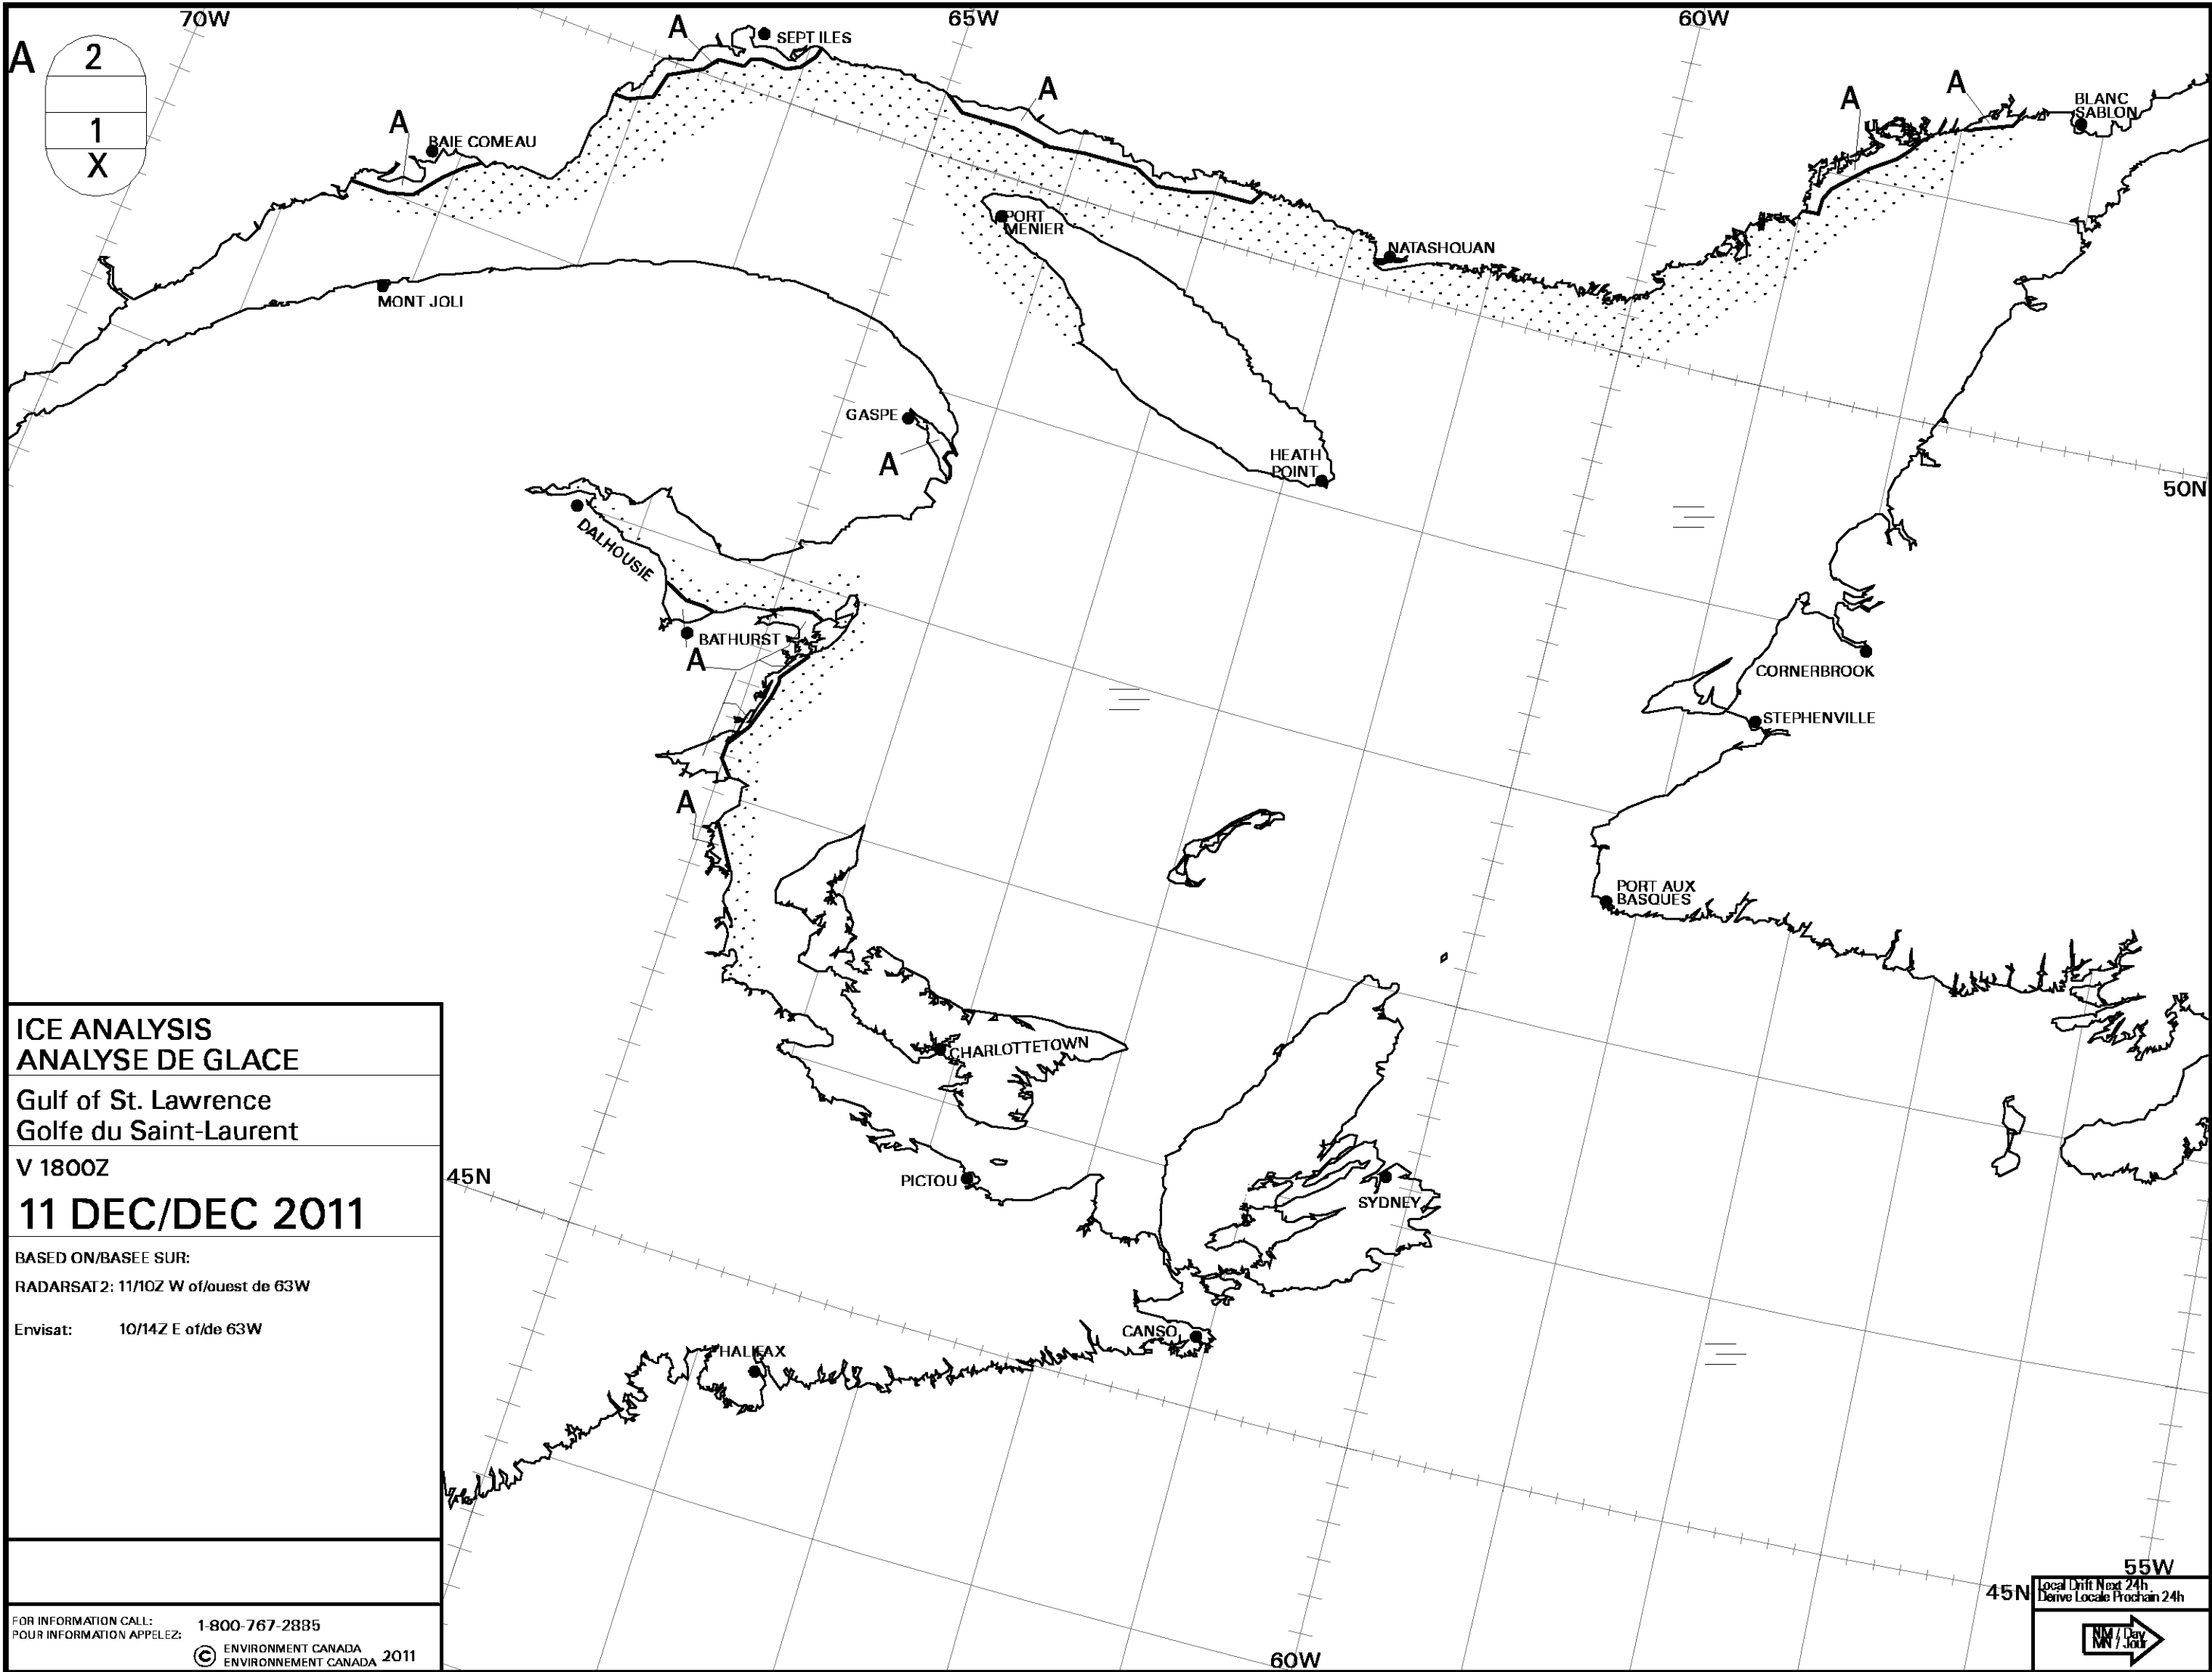 70W
65W
60W
A
2
1
X
A
SEPT ILES
A
A
A
BLANC
SABLON
A
BAIE COMEAU
PORT
MENIER
NATASHQUAN
MONT JOLI
GASPE
A
HEATH
POINT
50N
DALHOUSIE
BATHURST
A
CORNERBROOK
STEPHENVILLE
A
PORT AUX
BASQUES
CHARLOTTETOWN
45N
PICTOU
SYDNEY
CANSO
HALIFAX
ICE ANALYSIS
ANALYSE DE GLACE
Gulf of St. Lawrence
Golfe du Saint-Laurent
V 1800Z
11 DEC/DEC 2011
BASED ON/BASEE SUR:
RADARSAT2: 11/10Z W of/ouest de 63W
Envisat: 10/14Z E of/de 63W
FOR INFORMATION CALL: 1-800-767-2885
POUR INFORMATION APPELEZ:
© ENVIRONMENT CANADA 2011
ENVIRONNEMENT CANADA
60W
55W
45N
Local Drift Next 24h
Derive Locale Prochain 24h
NM / Day
MN / Jour